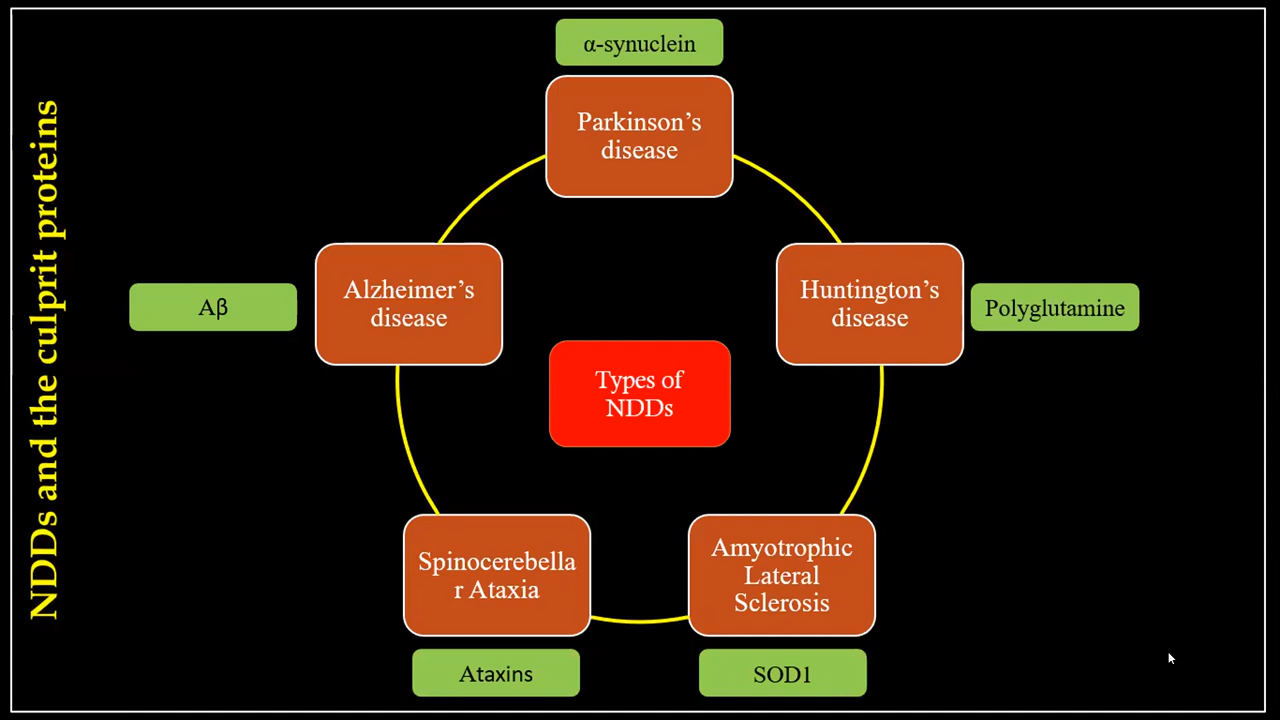 NDDs and the culprit proteins
α-synuclein
Parkinson’s
disease
Alzheimer’s
disease
Aβ
Huntington’s
disease
Polyglutamine
Types of
NDDs
Spinocerebella
r Ataxia
Ataxins
Amyotrophic
Lateral
Sclerosis
SOD1